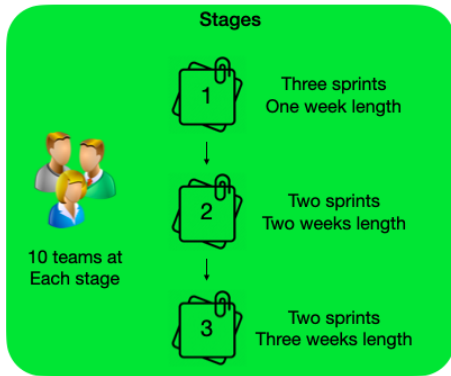 Stages
1
Three sprints
One week length
2
Two sprints
Two weeks length
10 teams at
Each stage
3
Two sprints
Three weeks length